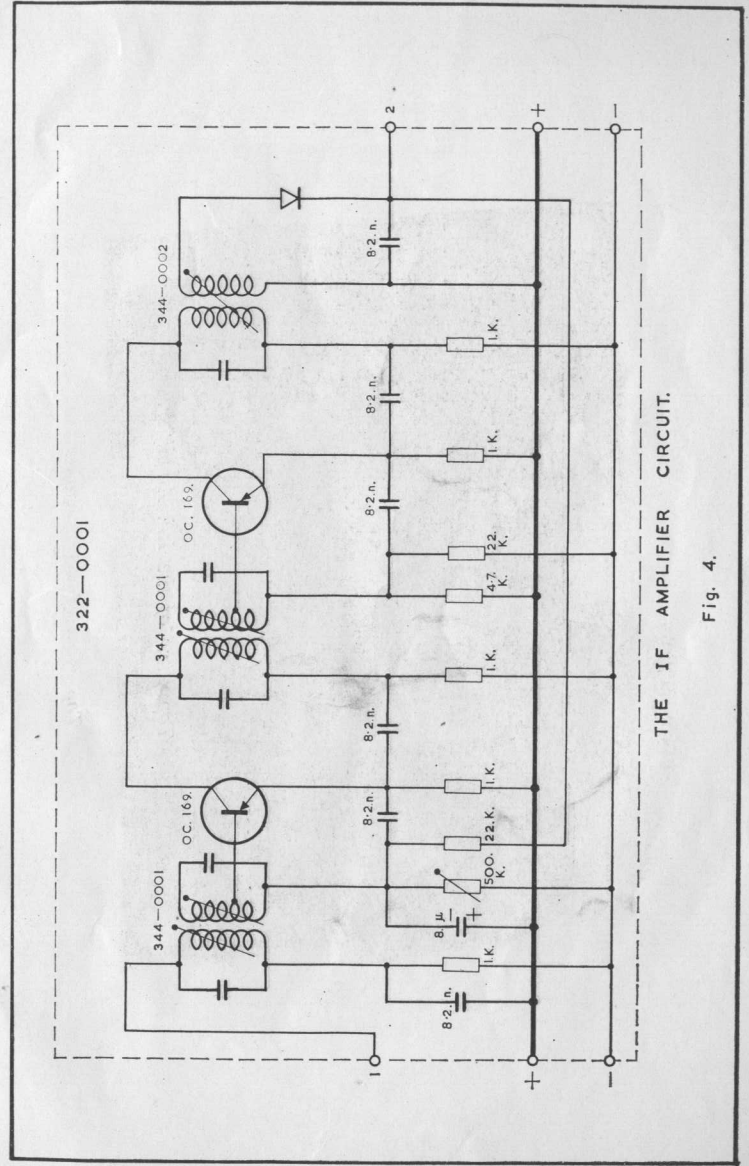 322—0001
344—0001
OC. 169.
344—0001
OC. 169.
344—0002
1
8·2. n.
1.K.
8. µ
−
+
500. K.
22. K.
8·2. n.
1. K.
8·2. n.
1. K.
4·7. K.
22. K.
8·2. n.
1. K.
8·2. n.
1. K.
8·2. n.
2
+
+
−
−
THE IF AMPLIFIER CIRCUIT.
Fig. 4.